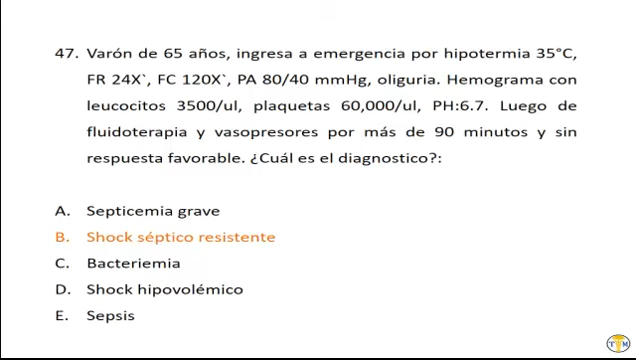 47. Varón de 65 años, ingresa a emergencia por hipotermia 35°C,
FR 24X`, FC 120X`, PA 80/40 mmHg, oliguria. Hemograma con
leucocitos 3500/ul, plaquetas 60,000/ul, PH:6.7. Luego de
fluidoterapia y vasopresores por más de 90 minutos y sin
respuesta favorable. ¿Cuál es el diagnostico?:
A. Septicemia grave
B. Shock séptico resistente
C. Bacteriemia
D. Shock hipovolémico
E. Sepsis
T M